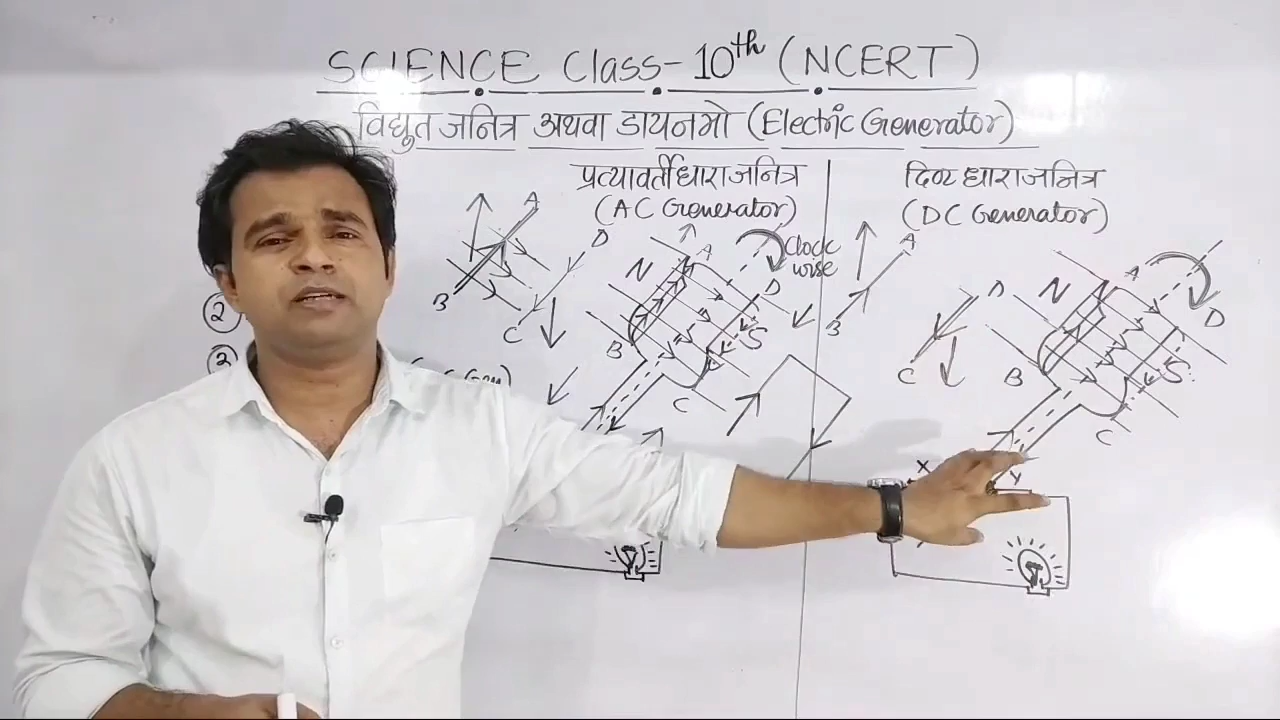 SCIENCE Class-10th (NCERT)
विद्युत जनित्र अथवा डायनमो (Electric Generator)
प्रत्यावर्ती धारा जनित्र
(AC Generator)
दिष्ट धारा जनित्र
(DC Generator)
A
B
C
D
N
A
Clock
wise
D
B
S
C
A
B
D
C
N
A
D
B
S
C
X
Y
2
3